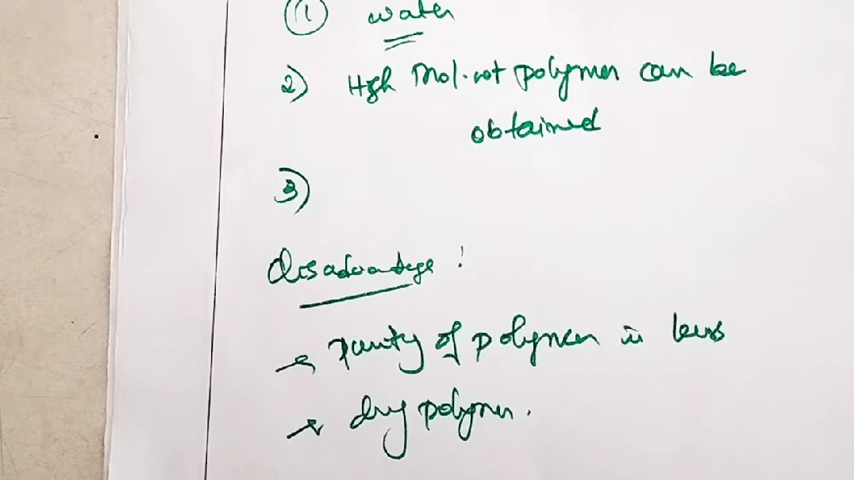 (1) water
2) High Mol.wt polymer can be
obtained
3)
disadvantage :
→ Purity of polymer is less
→ dry polymer.